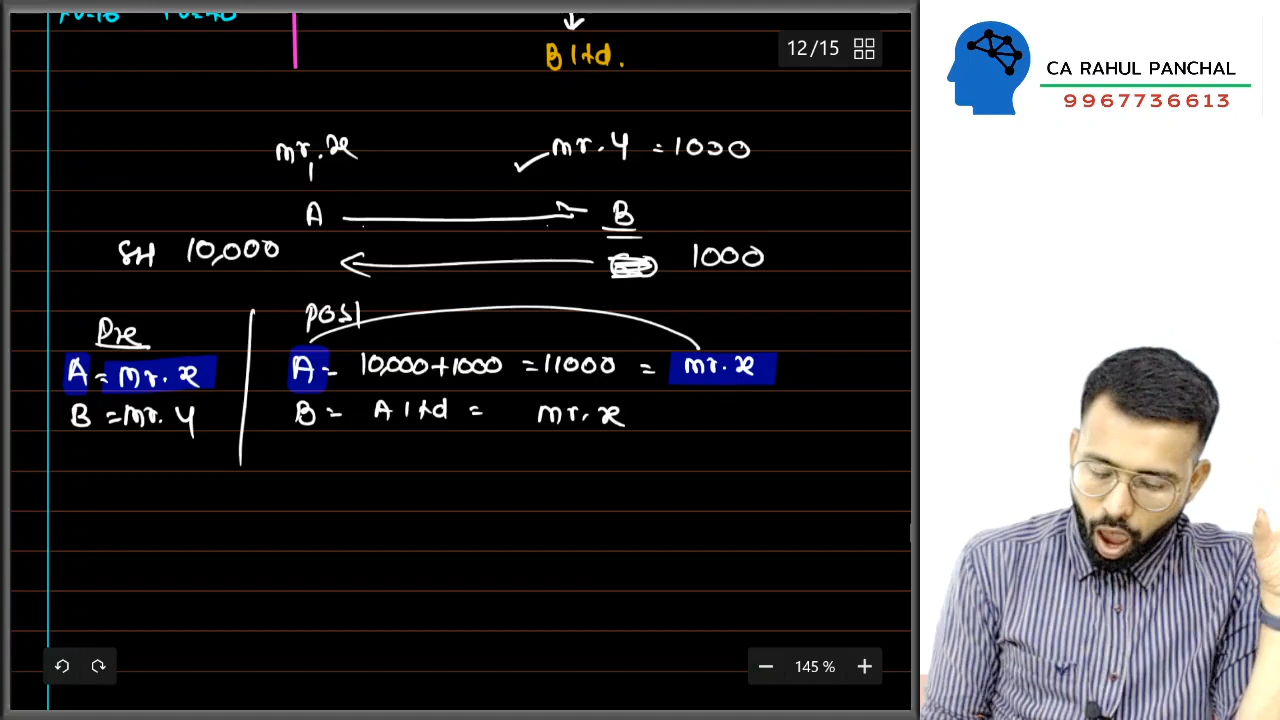 B ltd.
12/15
CA RAHUL PANCHAL
9967736613
mr. x
mr. y = 1000
A
B
SH 10,000
1000
Pre
Post
A = mr. x
A = 10,000+1000 = 11000 = mr. x
B = mr. y
B = A ltd = mr. x
145 %